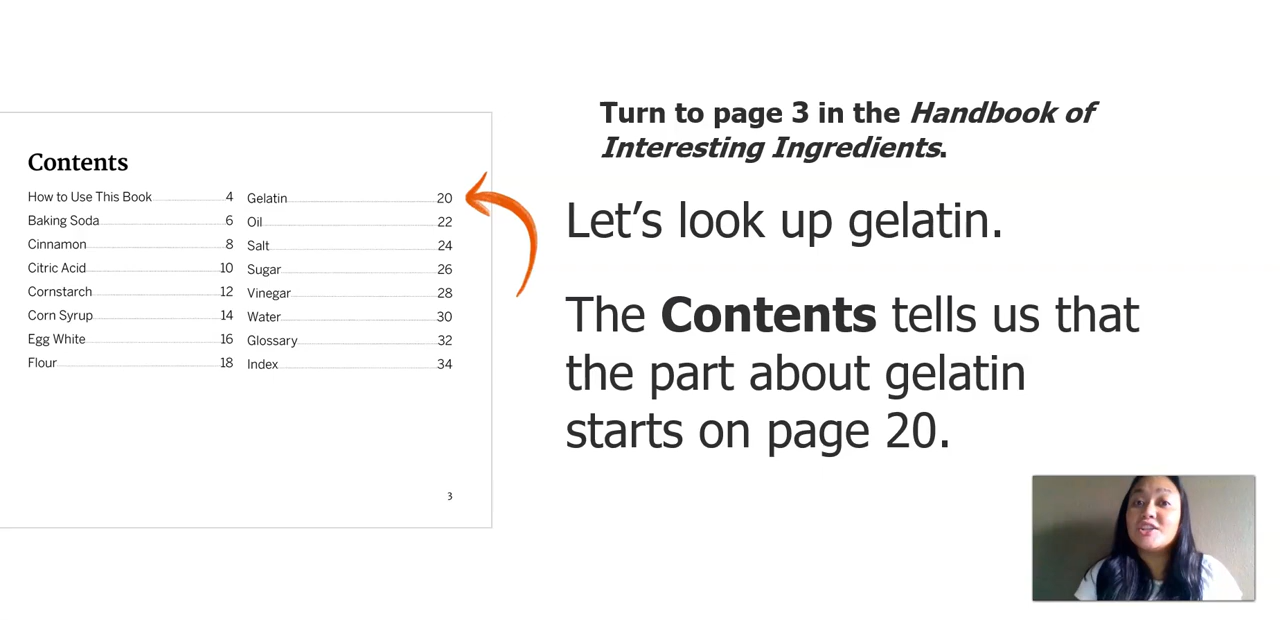 Contents
How to Use This Book 4
Baking Soda 6
Cinnamon 8
Citric Acid 10
Cornstarch 12
Corn Syrup 14
Egg White 16
Flour 18
Gelatin 20
Oil 22
Salt 24
Sugar 26
Vinegar 28
Water 30
Glossary 32
Index 34
3
Turn to page 3 in the Handbook of
Interesting Ingredients.
Let’s look up gelatin.
The Contents tells us that
the part about gelatin
starts on page 20.